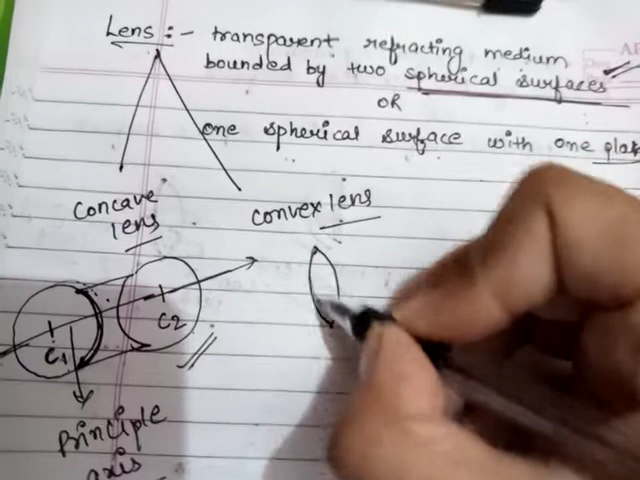 Lens :- transparent refracting medium
bounded by two spherical surfaces
OR
one spherical surface with one
Concave
lens
Convex lens
C1
C2
principle
axis